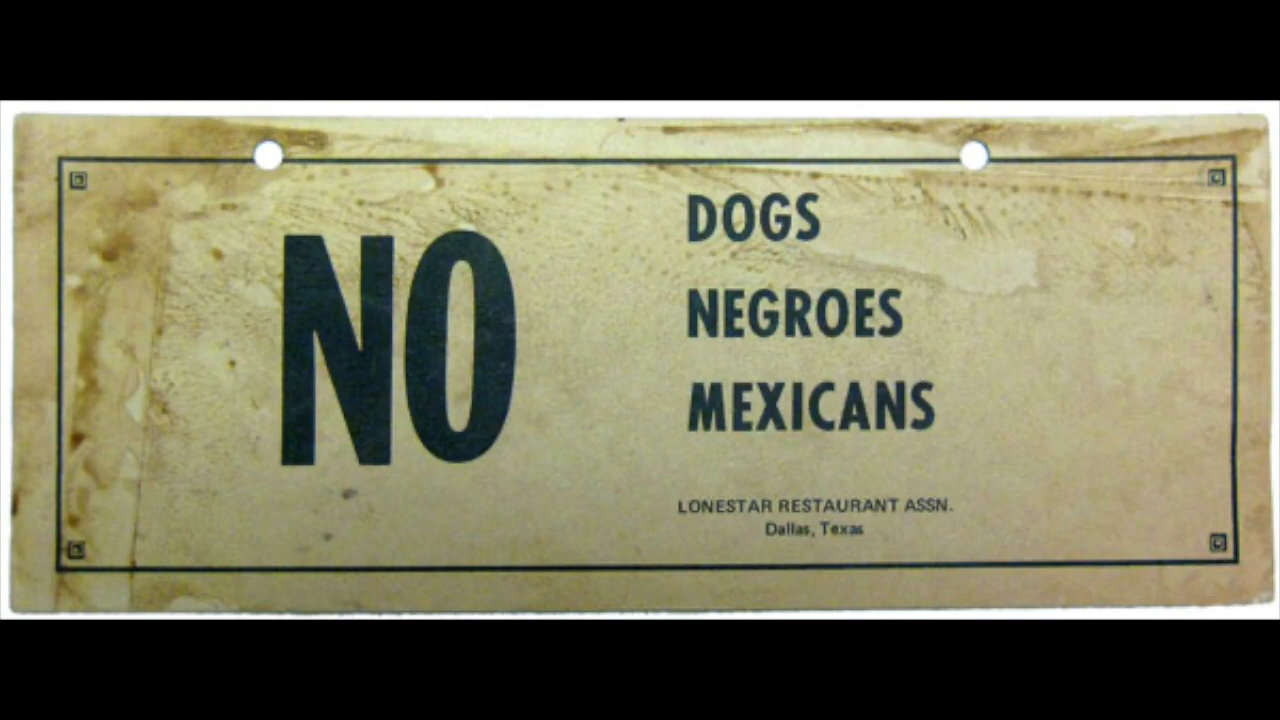 NO
DOGS
NEGROES
MEXICANS
LONESTAR RESTAURANT ASSN.
Dallas, Texas